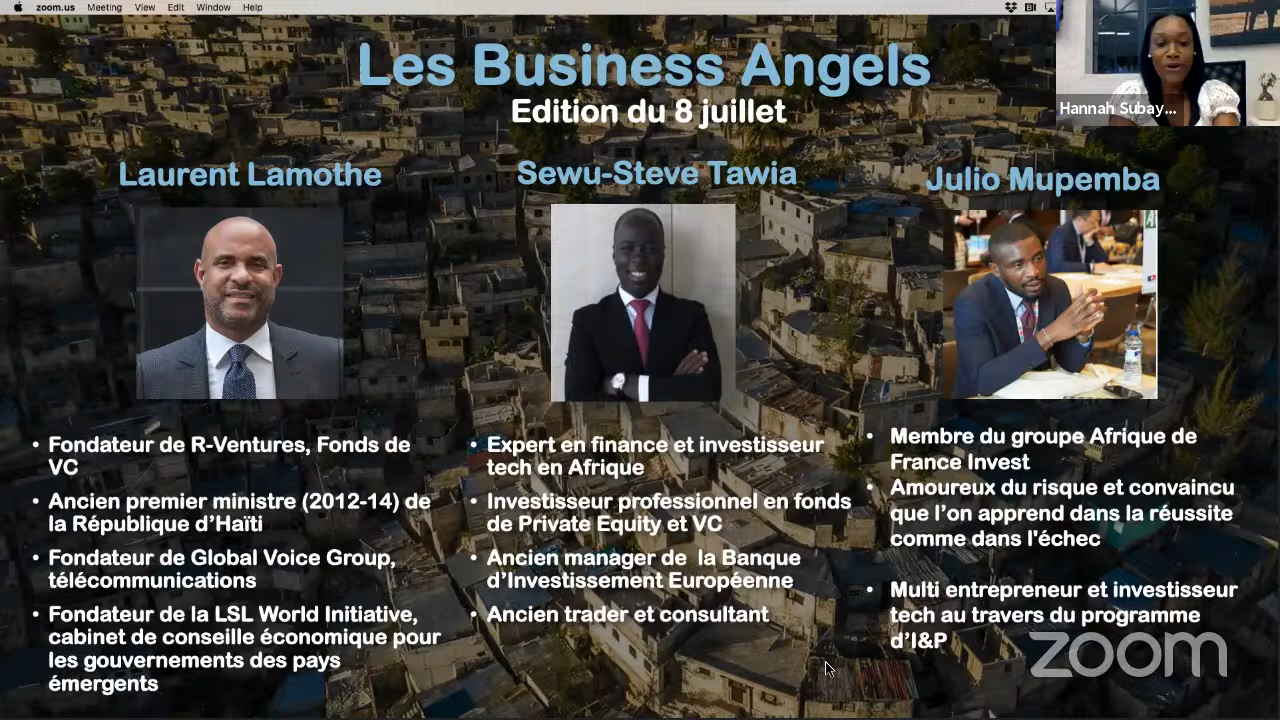 zoom.us Meeting View Edit Window Help
Hannah Subay...
Les Business Angels
Edition du 8 juillet
Laurent Lamothe
Sewu-Steve Tawia
Julio Mupemba
• Fondateur de R-Ventures, Fonds de
VC
• Ancien premier ministre (2012-14) de
la République d’Haïti
• Fondateur de Global Voice Group,
télécommunications
• Fondateur de la LSL World Initiative,
cabinet de conseille économique pour
les gouvernements des pays
émergents
• Expert en finance et investisseur
tech en Afrique
• Investisseur professionnel en fonds
de Private Equity et VC
• Ancien manager de la Banque
d’Investissement Européenne
• Ancien trader et consultant
• Membre du groupe Afrique de
France Invest
• Amoureux du risque et convaincu
que l’on apprend dans la réussite
comme dans l'échec
• Multi entrepreneur et investisseur
tech au travers du programme
d’I&P
zoom